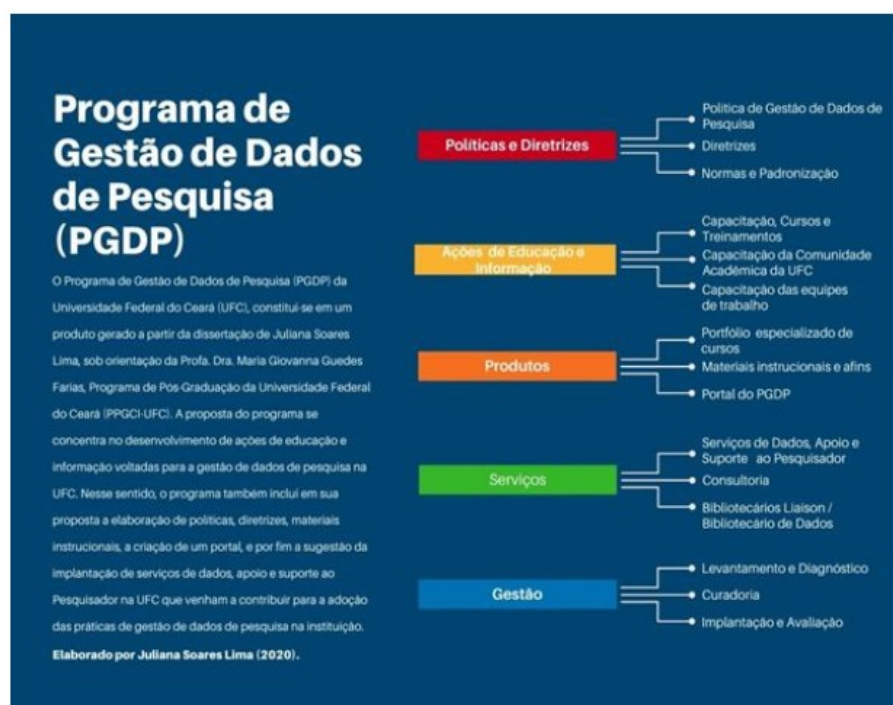 Programa de
Gestão de Dados
de Pesquisa
(PGDP)
O Programa de Gestão de Dados de Pesquisa (PGDP) da
Universidade Federal do Ceará (UFC), constitui-se em um
produto gerado a partir da dissertação de Juliana Soares
Lima, sob orientação da Profa. Dra. Maria Giovanna Guedes
Farias, Programa de Pós-Graduação da Universidade Federal
do Ceará (PPGCI-UFC). A proposta do programa se
concentra no desenvolvimento de ações de educação e
informação voltadas para a gestão de dados de pesquisa na
UFC. Nesse sentido, o programa também inclui em sua
proposta a elaboração de políticas, diretrizes, materiais
instrucionais, a criação de um portal, e por fim a sugestão da
implantação de serviços de dados, apoio e suporte ao
Pesquisador na UFC que venham a contribuir para a adoção
das práticas de gestão de dados de pesquisa na instituição.
Elaborado por Juliana Soares Lima (2020).
Políticas e Diretrizes
Política de Gestão de Dados de
Pesquisa
Diretrizes
Normas e Padronização
Ações de Educação e
Informação
Capacitação, Cursos e
Treinamentos
Capacitação da Comunidade
Acadêmica da UFC
Capacitação das equipes
de trabalho
Produtos
Portfólio especializado de
cursos
Materiais instrucionais e afins
Portal do PGDP
Serviços
Serviços de Dados, Apoio e
Suporte ao Pesquisador
Consultoria
Bibliotecários Liaison /
Bibliotecário de Dados
Gestão
Levantamento e Diagnóstico
Curadoria
Implantação e Avaliação